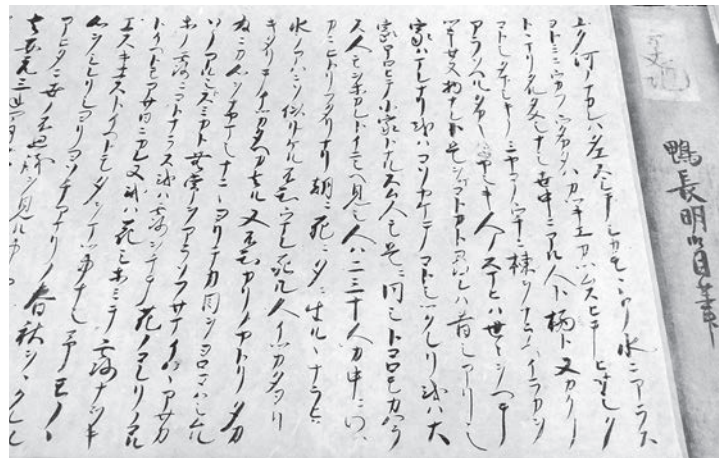 鴨長明自筆
方丈記
ユク河ノナカレハタエスシテシカモゝトノ水ニアラス
ヨトミニウカフウタカタハカツキエカツムスヒテヒサシク
トゝマリタルタメシナシ世中ニアル人ト栖ト又カクノ
コトシタマシキノミヤコノウチニ棟ヲナラヘイラカヲ
アラソヘルタカキイヤシキ人ノスマヒハ世々ヲヘテ
ツキセヌ物ナレト是ヲマコトカト尋レハ昔シアリシ
家ハマレナリ或ハコソヤケテコトシツクレリ或ハ大
家ホロヒテ小家トナルスム人モ是ニ同シトコロモカハラ
ス人モヲホカレトイニシヘ見シ人ハ二三十人カ中ニワツ
カニヒトリフタリナリ朝ニ死ニ夕ニ生ルゝナラヒ
水ノアハニソ似リケル不知ウマレ死ル人イツカタヨリ
キタリテイツカタヘカ去ル又不知カリノヤトリタカ
為ニカ心ヲナヤマシナニゝヨリテカ目ヲヨロコハシムル
ソノアルシトスミカト無常ヲアラソフサマイハゝアサカ
ホノ露ニコトナラス或ハ露ヲチテ花ノコレリノコル
トイヘトモアサヒニカレヌ或ハ花シホミテ露ナヲキ
エスキエストイヘトモタヲマツ事ナシ予モノゝ
心ヲシレリシヨリヨソチアマリノ春秋ヲゝクレル
アヒタニ世ノ不思議ヲ見ル事ヤ
去安元三年